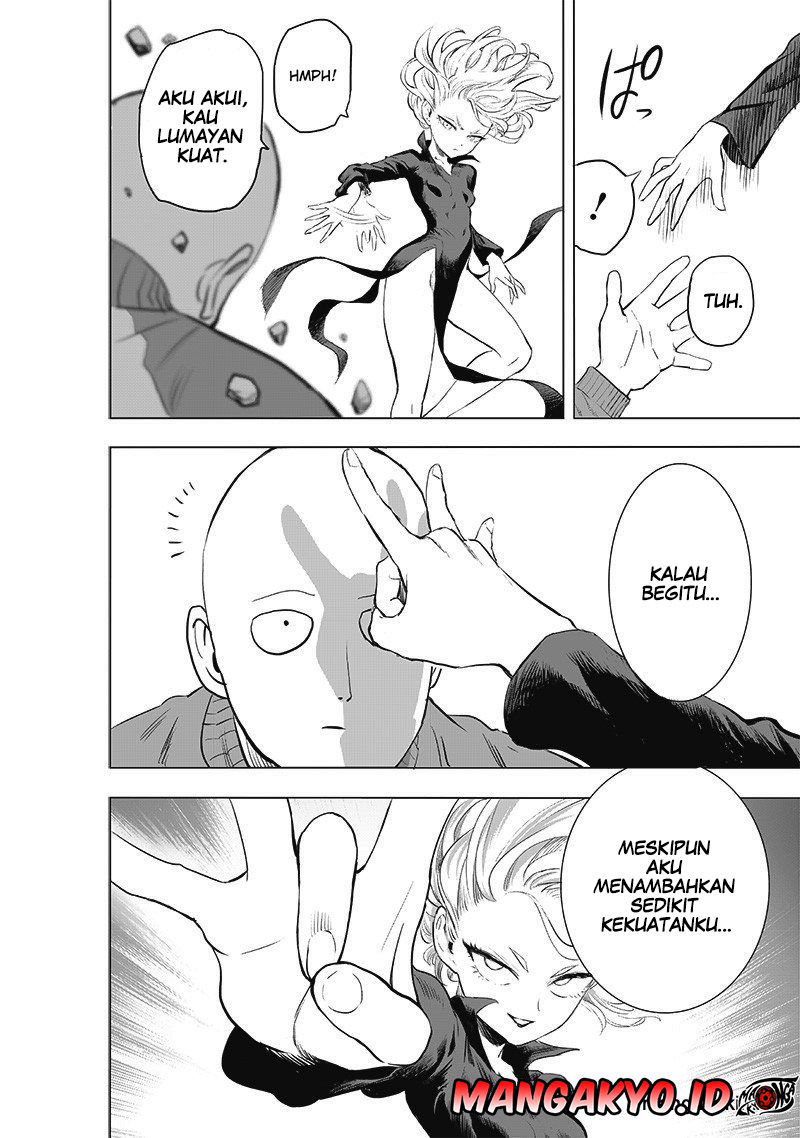 ぱっ
!
TUH.
HMPH!
AKU AKUI,
KAU
LUMAYAN
KUAT.
KALAU
BEGITU...
MESKIPUN
AKU
MENAMBAHKAN
SEDIKIT
KEKUATANKU...
MANGAKYO.ID